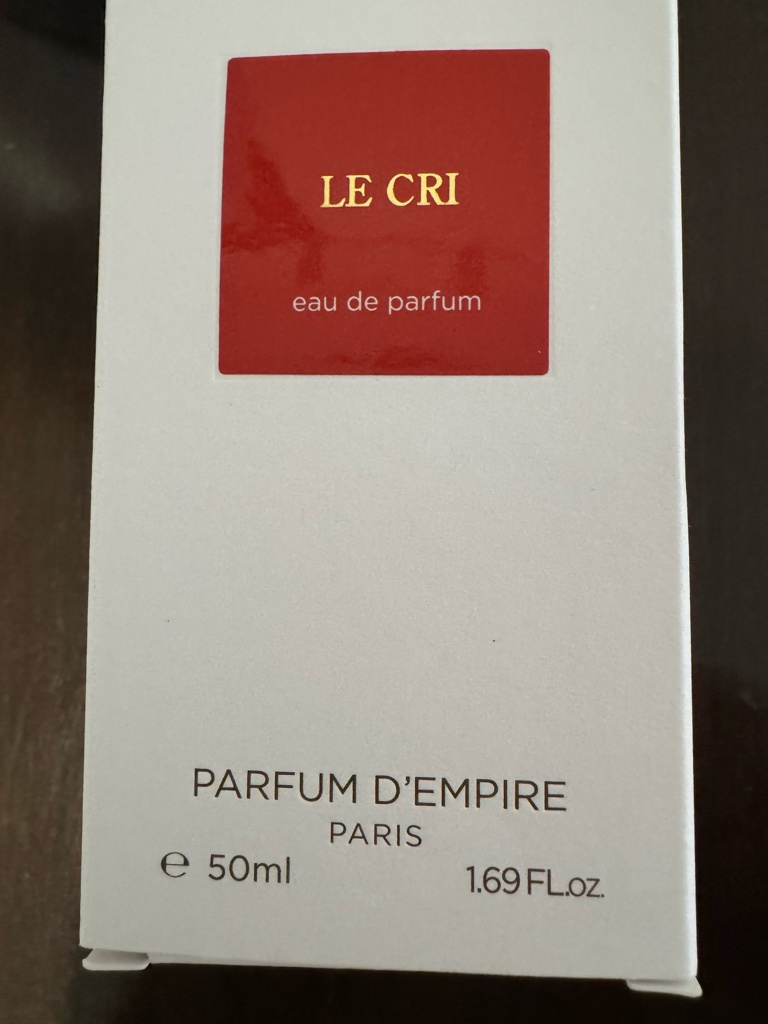 LE CRI
eau de parfum
PARFUM D'EMPIRE
PARIS
℮ 50ml 1.69 FL.oz.